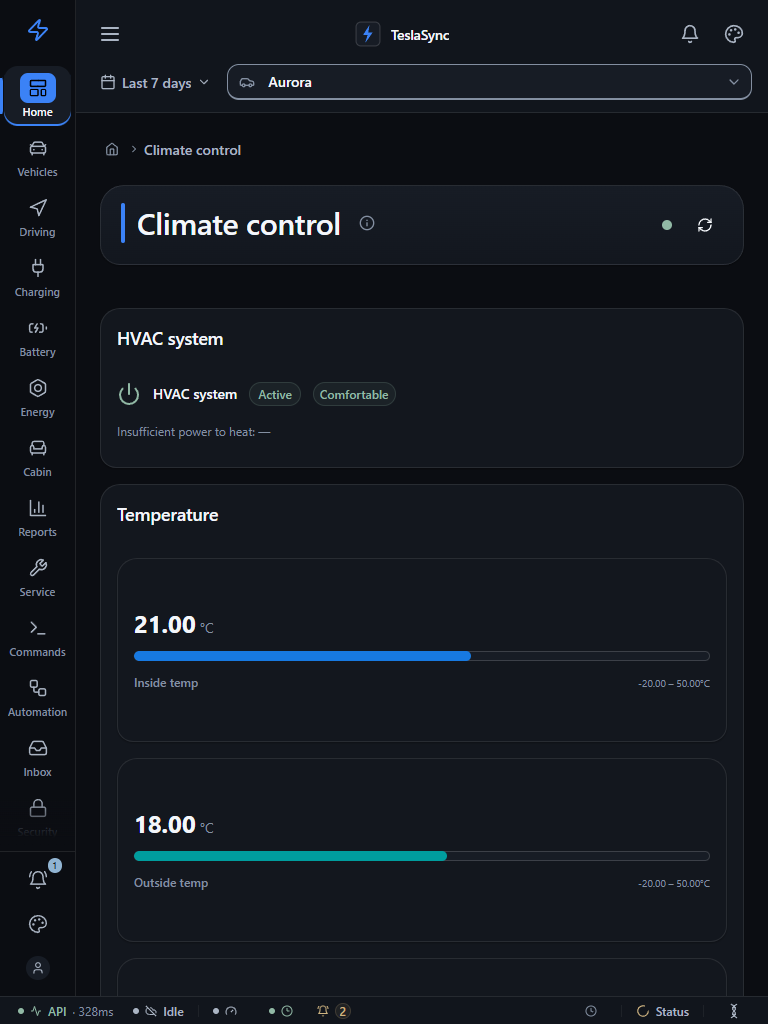 TeslaSync
Last 7 days
Aurora
Home
Vehicles
Driving
Charging
Battery
Energy
Cabin
Reports
Service
Commands
Automation
Inbox
Security
1
Climate control
Climate control
HVAC system
HVAC system
Active
Comfortable
Insufficient power to heat: —
Temperature
21.00 °C
Inside temp
-20.00 – 50.00°C
18.00 °C
Outside temp
-20.00 – 50.00°C
API · 328ms
Idle
2
Status